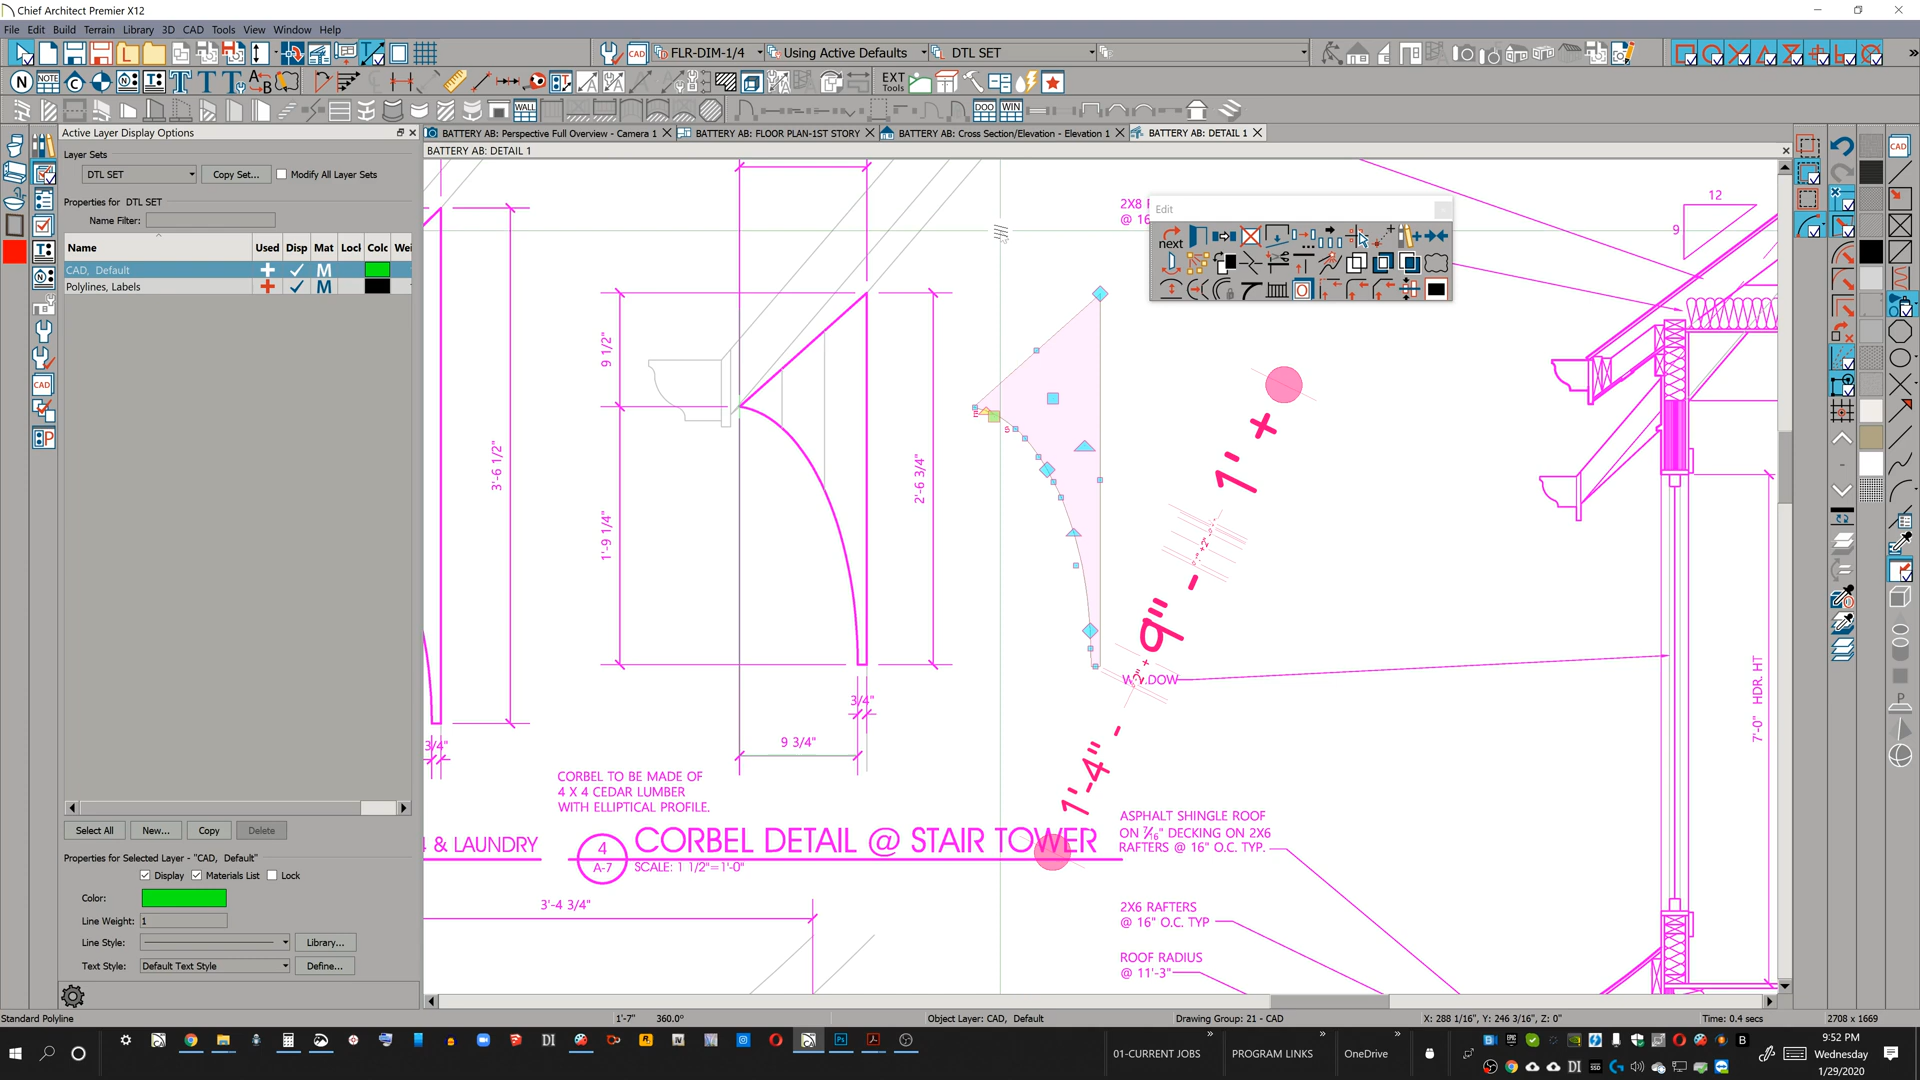 Chief Architect Premier X12
File Edit Build Terrain Library 3D CAD Tools View Window Help
FLR-DIM-1/4
Using Active Defaults
DTL SET
EXT
Tools
NOTE
WALL
DOO
WIN
CAD
Active Layer Display Options
Layer Sets
DTL SET
Copy Set...
Modify All Layer Sets
Properties for DTL SET
Name Filter:
Name Used Disp Mat Lock Colc Wei
CAD, Default M
Polylines, Labels M
Select All
New...
Copy
Delete
Properties for Selected Layer - "CAD, Default"
Display
Materials List
Lock
Color:
Line Weight: 1
Line Style:
Library...
Text Style: Default Text Style
Define...
BATTERY AB: Perspective Full Overview - Camera 1
BATTERY AB: FLOOR PLAN-1ST STORY
BATTERY AB: Cross Section/Elevation - Elevation 1
BATTERY AB: DETAIL 1
BATTERY AB: DETAIL 1
Edit
next
2X8
@ 16
12
9
9 1/2"
3'-6 1/2"
1'-9 1/4"
2'-6 3/4"
3/4"
3/4"
9 3/4"
1' +
9" -
1'-4" -
7'-0" HDR. HT
CORBEL TO BE MADE OF
4 X 4 CEDAR LUMBER
WITH ELLIPTICAL PROFILE.
& LAUNDRY
4
A-7
CORBEL DETAIL @ STAIR TOWER
SCALE: 1 1/2"=1'-0"
3'-4 3/4"
ASPHALT SHINGLE ROOF
ON 7/16" DECKING ON 2X6
RAFTERS @ 16" O.C. TYP.
2X6 RAFTERS
@ 16" O.C. TYP
ROOF RADIUS
@ 11'-3"
Standard Polyline
1'-7"
360.0°
Object Layer: CAD, Default
Drawing Group: 21 - CAD
X: 288 1/16", Y: 246 3/16", Z: 0"
Time: 0.4 secs
2708 x 1669
01-CURRENT JOBS
PROGRAM LINKS
OneDrive
9:52 PM
Wednesday
1/29/2020